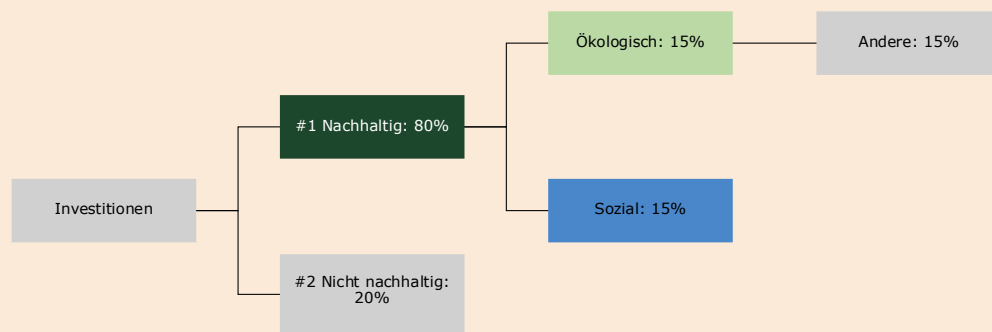 Ökologisch: 15%
Andere: 15%
#1 Nachhaltig: 80%
Investitionen
Sozial: 15%
#2 Nicht nachhaltig:
20%